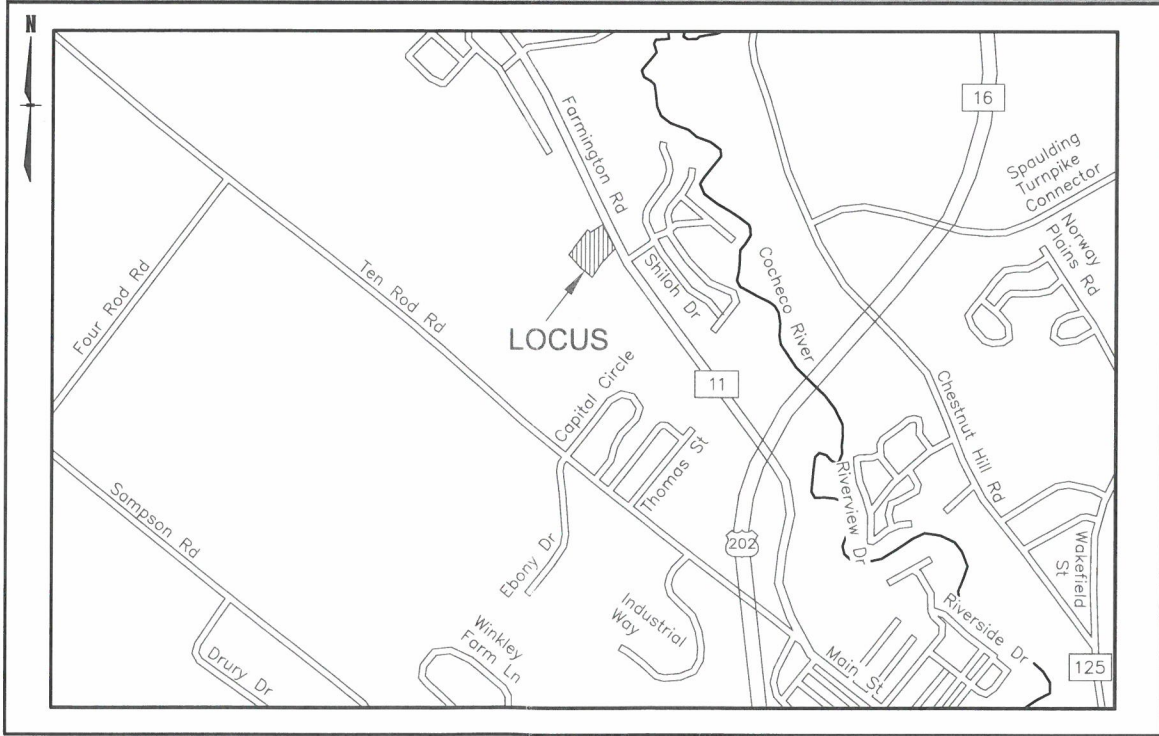 N
16
Farmington Rd
Spaulding
Turnpike
Connector
Norway
Plains Rd
Four Rod Rd
Ten Rod Rd
Shiloh Dr
Cocheco River
LOCUS
11
Capital Circle
Chestnut Hill Rd
Thomas St
Riverview Dr
Sampson Rd
202
Ebony Dr
Wakefield
St
Industrial
Way
Winkley
Farm Ln
Riverside Dr
Main St
Drury Dr
125